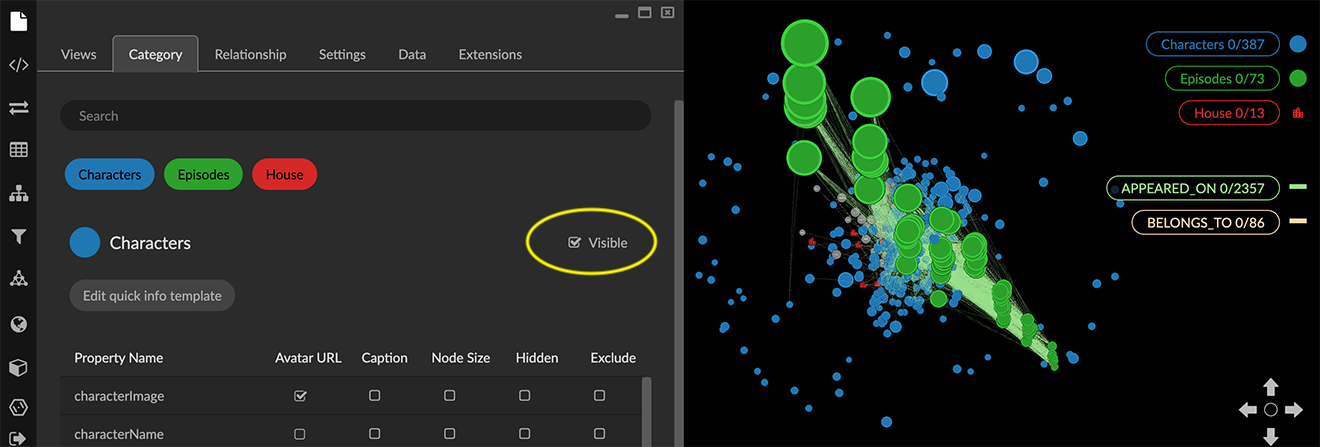 Views Category Relationship Settings Data Extensions
Search
Characters Episodes House
Characters Visible
Edit quick info template
Property Name Avatar URL Caption Node Size Hidden Exclude
characterImage
characterName
Characters 0/387
Episodes 0/73
House 0/13
APPEARED_ON 0/2357
BELONGS_TO 0/86